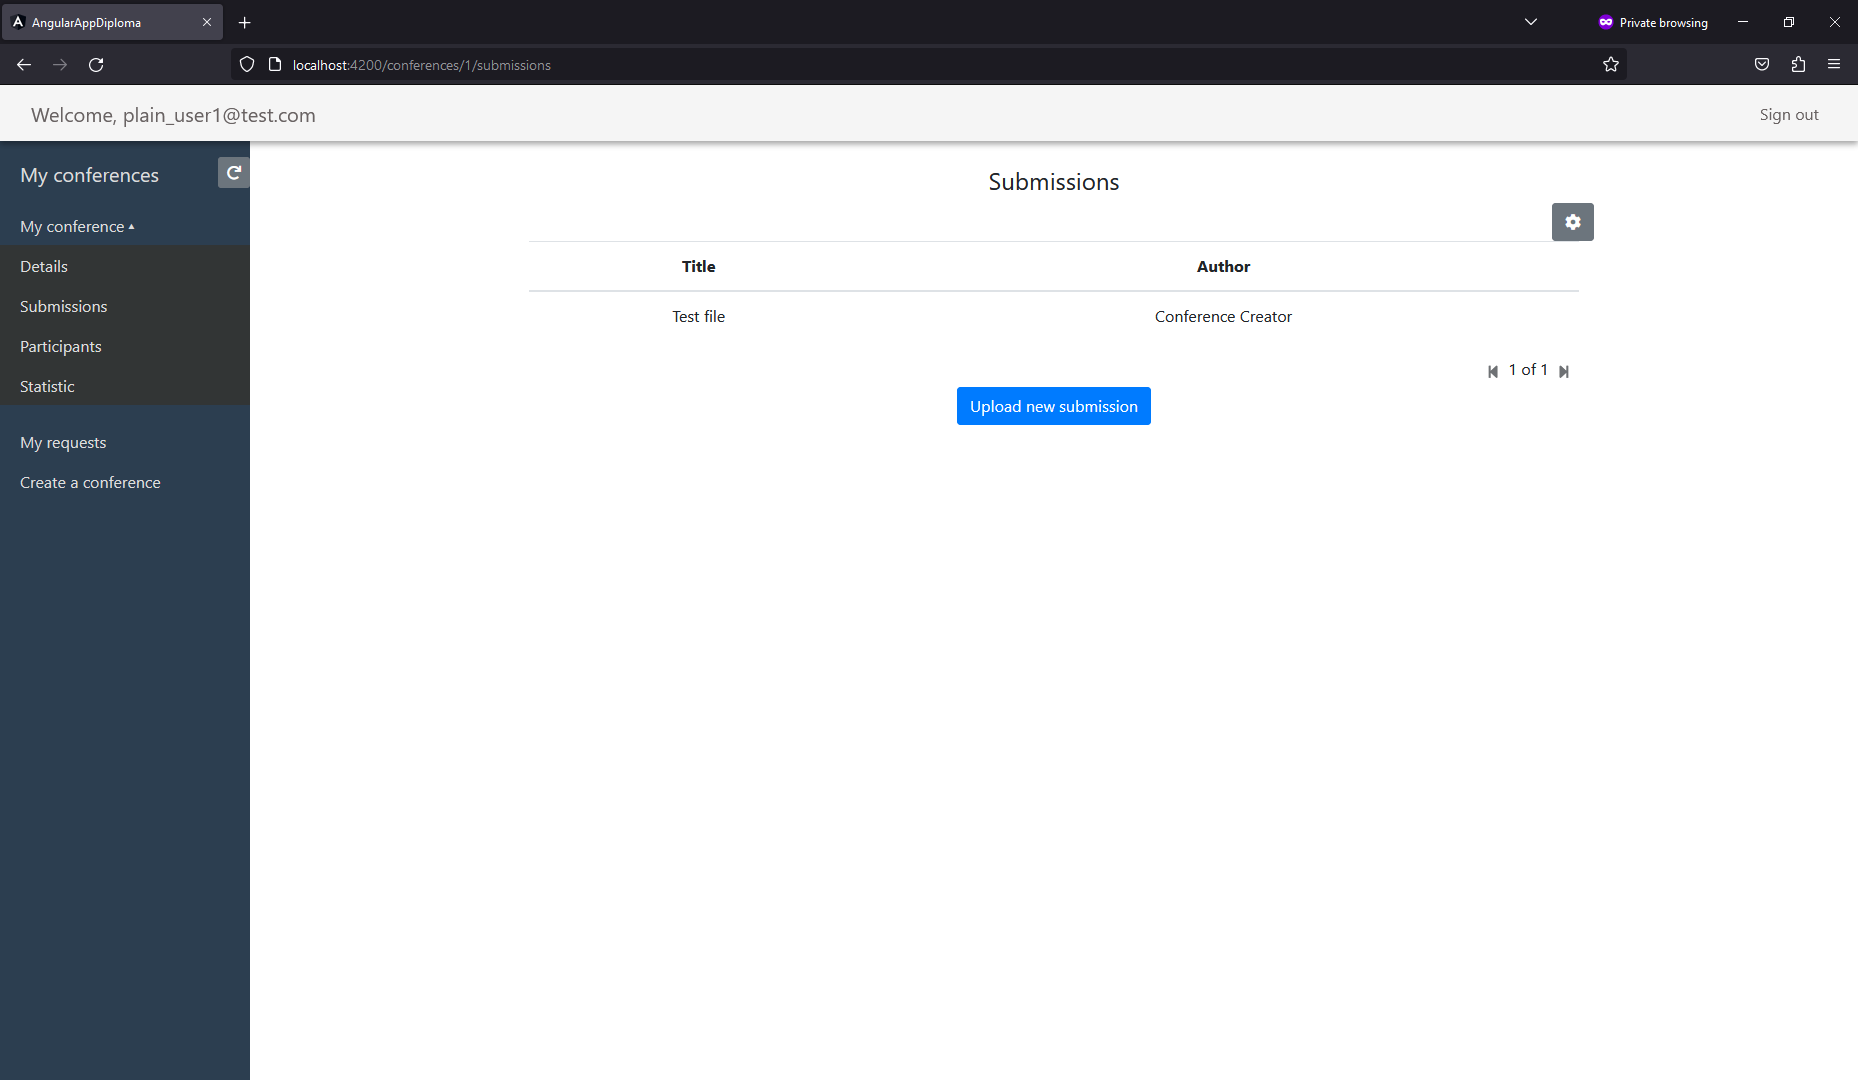 AngularAppDiploma
Private browsing
localhost:4200/conferences/1/submissions
Welcome, plain_user1@test.com
Sign out
My conferences
My conference
Details
Submissions
Participants
Statistic
My requests
Create a conference
Submissions
Title Author
Test file Conference Creator
1 of 1
Upload new submission